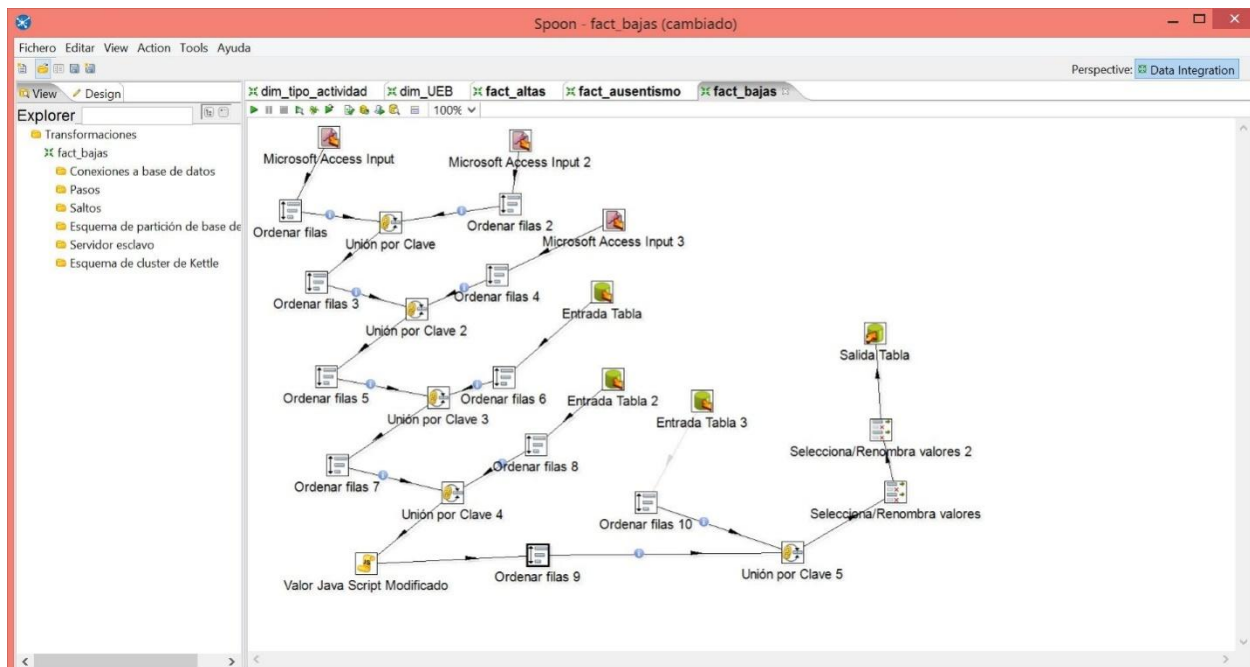 Spoon - fact_bajas (cambiado)
Fichero Editar View Action Tools Ayuda
Perspective: Data Integration
View Design
dim_tipo_actividad dim_UEB fact_altas fact_ausentismo fact_bajas
Explorer
100%
Transformaciones
fact_bajas
Conexiones a base de datos
Pasos
Saltos
Esquema de partición de base de
Servidor esclavo
Esquema de cluster de Kettle
Microsoft Access Input
Microsoft Access Input 2
Ordenar filas
Unión por Clave
Ordenar filas 2
Microsoft Access Input 3
Ordenar filas 3
Ordenar filas 4
Unión por Clave 2
Entrada Tabla
Salida Tabla
Ordenar filas 5
Ordenar filas 6
Unión por Clave 3
Entrada Tabla 2
Entrada Tabla 3
Selecciona/Renombra valores 2
Ordenar filas 7
Ordenar filas 8
Unión por Clave 4
Ordenar filas 10
Selecciona/Renombra valores
Valor Java Script Modificado
Ordenar filas 9
Unión por Clave 5